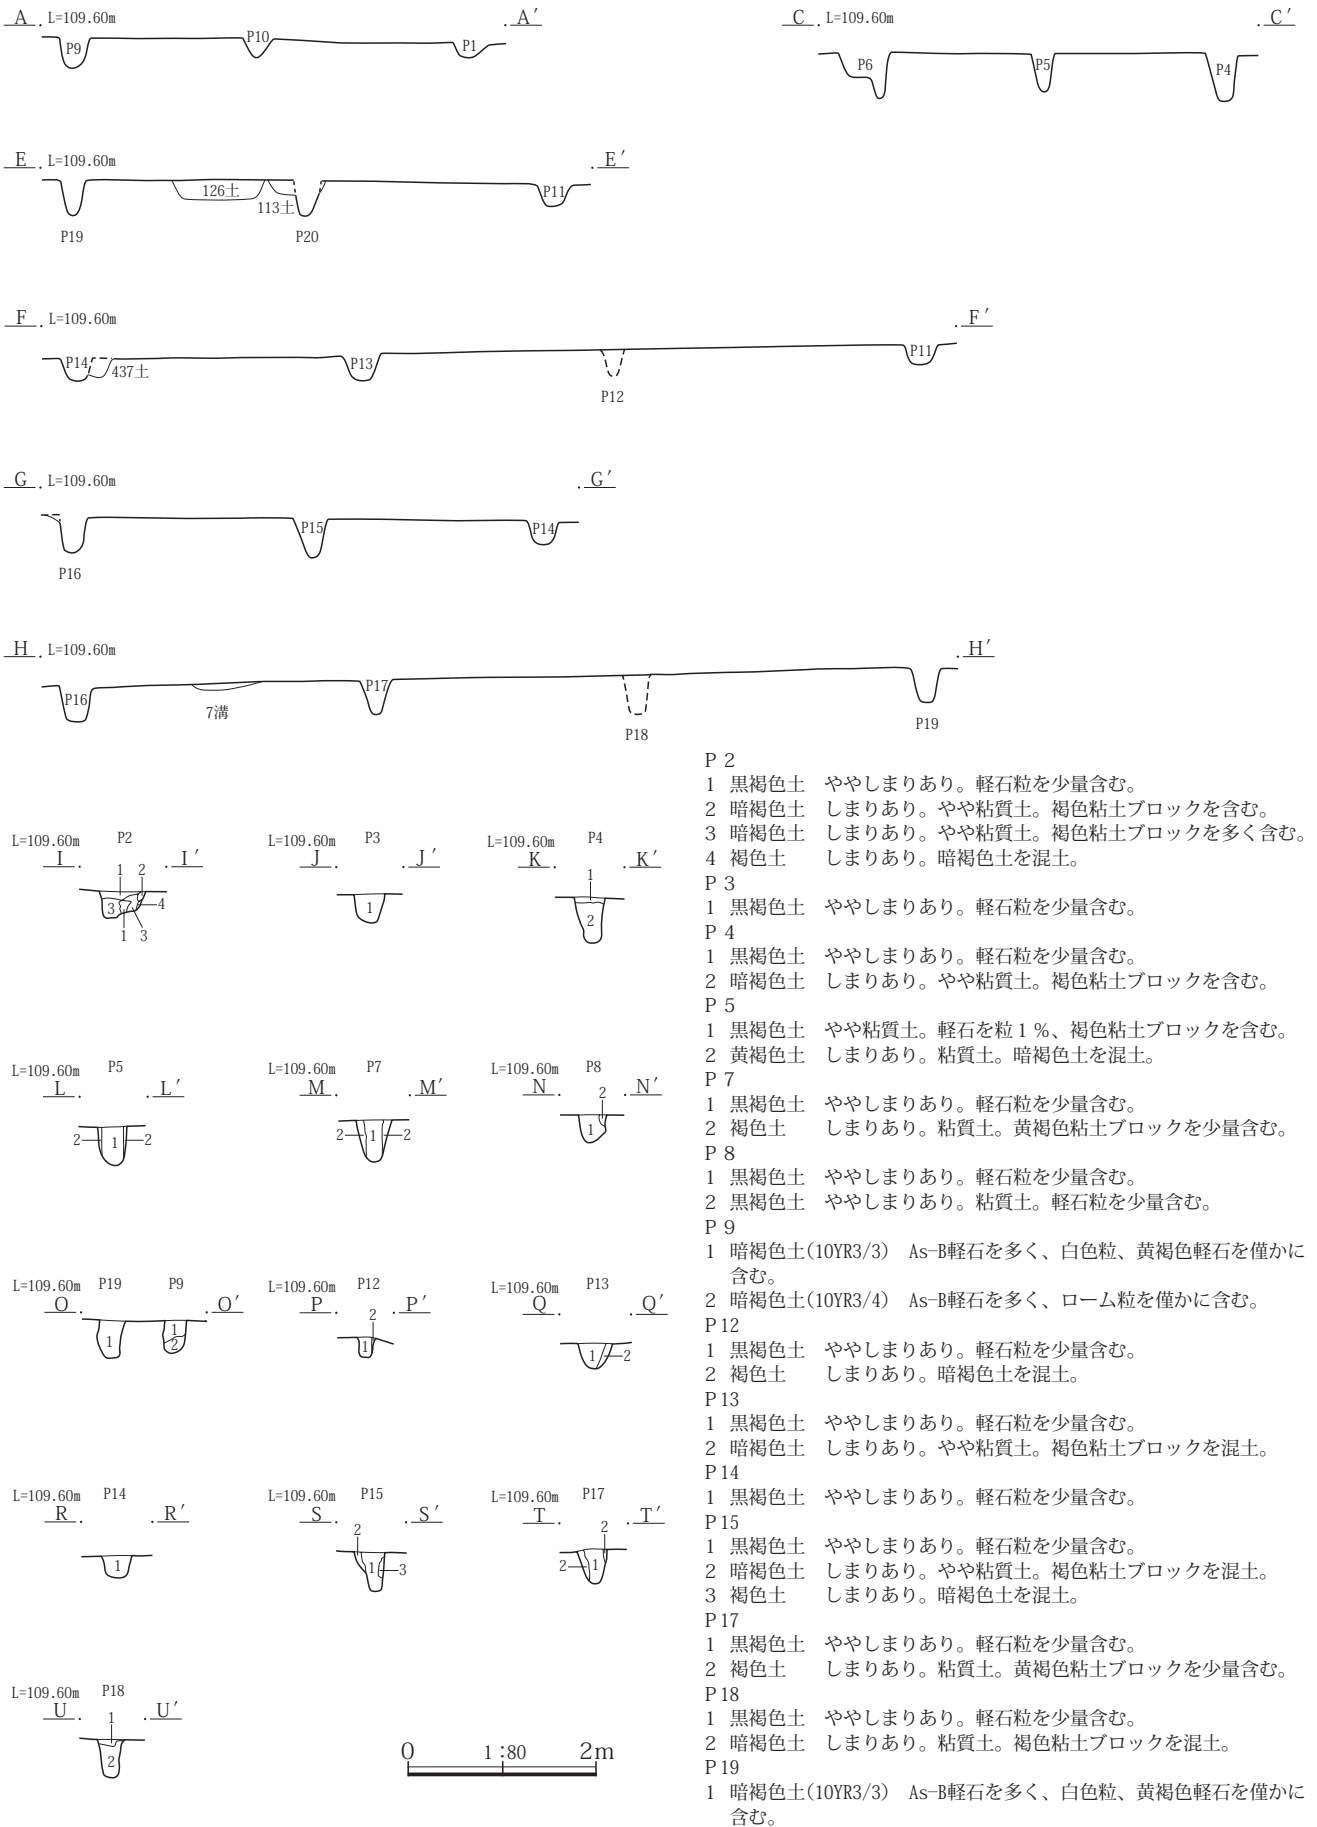 A L=109.60m A′
P9 P10 P1
C L=109.60m C′
P6 P5 P4
E L=109.60m E′
126土
113土
P11
P19 P20
F L=109.60m F′
P14 437土 P13 P11
P12
G L=109.60m G′
P15 P14
P16
H L=109.60m H′
P16 P17
7溝
P18 P19
L=109.60m P2
I I′
1 2
3 4
1 3
L=109.60m P3
J J′
1
L=109.60m P4
K K′
1
2
L=109.60m P5
L L′
2 1 2
L=109.60m P7
M M′
2 1 2
L=109.60m P8
N N′
2
1
L=109.60m P19 P9
O O′
1 1
2
L=109.60m P12
P P′
2
1
L=109.60m P13
Q Q′
1 2
L=109.60m P14
R R′
1
L=109.60m P15
S S′
2
1 3
L=109.60m P17
T T′
2
2 1
L=109.60m P18
U U′
1
2
0 1:80 2m
P 2
1 黒褐色土 ややしまりあり。軽石粒を少量含む。
2 暗褐色土 しまりあり。やや粘質土。褐色粘土ブロックを含む。
3 暗褐色土 しまりあり。やや粘質土。褐色粘土ブロックを多く含む。
4 褐色土 しまりあり。暗褐色土を混土。
P 3
1 黒褐色土 ややしまりあり。軽石粒を少量含む。
P 4
1 黒褐色土 ややしまりあり。軽石粒を少量含む。
2 暗褐色土 しまりあり。やや粘質土。褐色粘土ブロックを含む。
P 5
1 黒褐色土 やや粘質土。軽石を粒1%、褐色粘土ブロックを含む。
2 黄褐色土 しまりあり。粘質土。暗褐色土を混土。
P 7
1 黒褐色土 ややしまりあり。軽石粒を少量含む。
2 褐色土 しまりあり。粘質土。黄褐色粘土ブロックを少量含む。
P 8
1 黒褐色土 ややしまりあり。軽石粒を少量含む。
2 黒褐色土 ややしまりあり。粘質土。軽石粒を少量含む。
P 9
1 暗褐色土(10YR3/3) As-B軽石を多く、白色粒、黄褐色軽石を僅かに
含む。
2 暗褐色土(10YR3/4) As-B軽石を多く、ローム粒を僅かに含む。
P12
1 黒褐色土 ややしまりあり。軽石粒を少量含む。
2 褐色土 しまりあり。暗褐色土を混土。
P13
1 黒褐色土 ややしまりあり。軽石粒を少量含む。
2 暗褐色土 しまりあり。やや粘質土。褐色粘土ブロックを混土。
P14
1 黒褐色土 ややしまりあり。軽石粒を少量含む。
P15
1 黒褐色土 ややしまりあり。軽石粒を少量含む。
2 暗褐色土 しまりあり。やや粘質土。褐色粘土ブロックを混土。
3 褐色土 しまりあり。暗褐色土を混土。
P17
1 黒褐色土 ややしまりあり。軽石粒を少量含む。
2 褐色土 しまりあり。粘質土。黄褐色粘土ブロックを少量含む。
P18
1 黒褐色土 ややしまりあり。軽石粒を少量含む。
2 暗褐色土 しまりあり。粘質土。褐色粘土ブロックを混土。
P19
1 暗褐色土(10YR3/3) As-B軽石を多く、白色粒、黄褐色軽石を僅かに
含む。